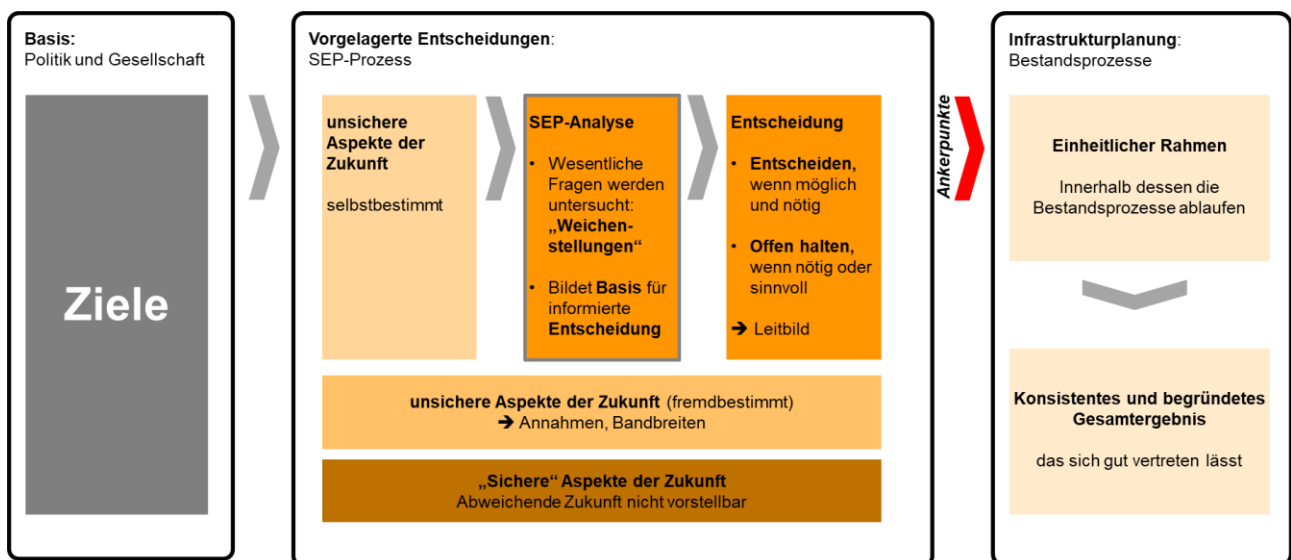 Basis:
Politik und Gesellschaft
Ziele
Vorgelagerte Entscheidungen:
SEP-Prozess
unsichere
Aspekte der
Zukunft
selbstbestimmt
SEP-Analyse
• Wesentliche
Fragen werden
untersucht:
„Weichen-
stellungen“
• Bildet Basis für
informierte
Entscheidung
Entscheidung
• Entscheiden,
wenn möglich
und nötig
• Offen halten,
wenn nötig oder
sinnvoll
➔ Leitbild
unsichere Aspekte der Zukunft (fremdbestimmt)
➔ Annahmen, Bandbreiten
„Sichere“ Aspekte der Zukunft
Abweichende Zukunft nicht vorstellbar
Ankerpunkte
Infrastrukturplanung:
Bestandsprozesse
Einheitlicher Rahmen
Innerhalb dessen die
Bestandsprozesse ablaufen
Konsistentes und begründetes
Gesamtergebnis
das sich gut vertreten lässt